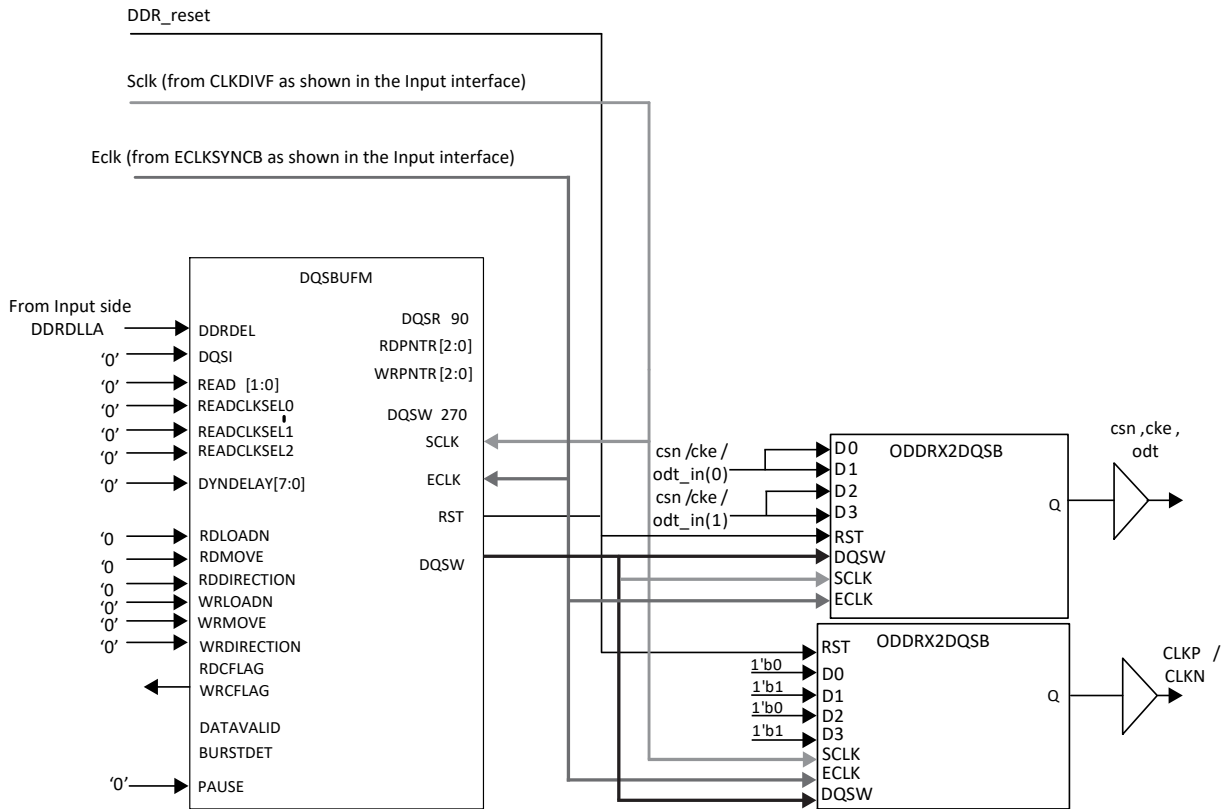 DDR_reset
Sclk (from CLKDIVF as shown in the Input interface)
Eclk (from ECLKSYNCB as shown in the Input interface)
DQSBUFM
From Input side
DDRDLLA
DDRDEL
‘0’
DQSI
‘0’
READ [1:0]
‘0’
READCLKSEL0
‘0’
READCLKSEL1
‘0’
READCLKSEL2
‘0’
DYNDELAY[7:0]
‘0
RDLOADN
‘0
RDMOVE
‘0
RDDIRECTION
‘0’
WRLOADN
‘0’
WRMOVE
‘0’
WRDIRECTION
RDCFLAG
WRCFLAG
DATAVALID
BURSTDET
‘0’
PAUSE
DQSR 90
RDPNTR[2:0]
WRPNTR[2:0]
DQSW 270
SCLK
ECLK
RST
DQSW
csn /cke /
odt_in(0)
csn /cke /
odt_in(1)
ODDRX2DQSB
D0
D1
D2
D3
RST
DQSW
SCLK
ECLK
Q
csn ,cke ,
odt
ODDRX2DQSB
RST
1'b0
D0
1'b1
D1
1'b0
D2
1'b1
D3
SCLK
ECLK
DQSW
Q
CLKP /
CLKN